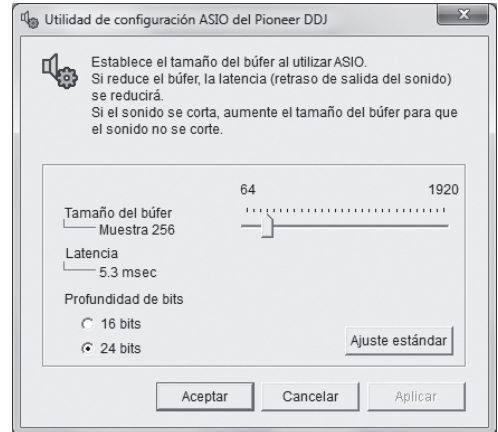 Utilidad de configuración ASIO del Pioneer DDJ
Establece el tamaño del búfer al utilizar ASIO.
Si reduce el búfer, la latencia (retraso de salida del sonido)
se reducirá.
Si el sonido se corta, aumente el tamaño del búfer para que
el sonido no se corte.
64 1920
Tamaño del búfer
Muestra 256
Latencia
5.3 msec
Profundidad de bits
16 bits
24 bits
Ajuste estándar
Aceptar Cancelar Aplicar